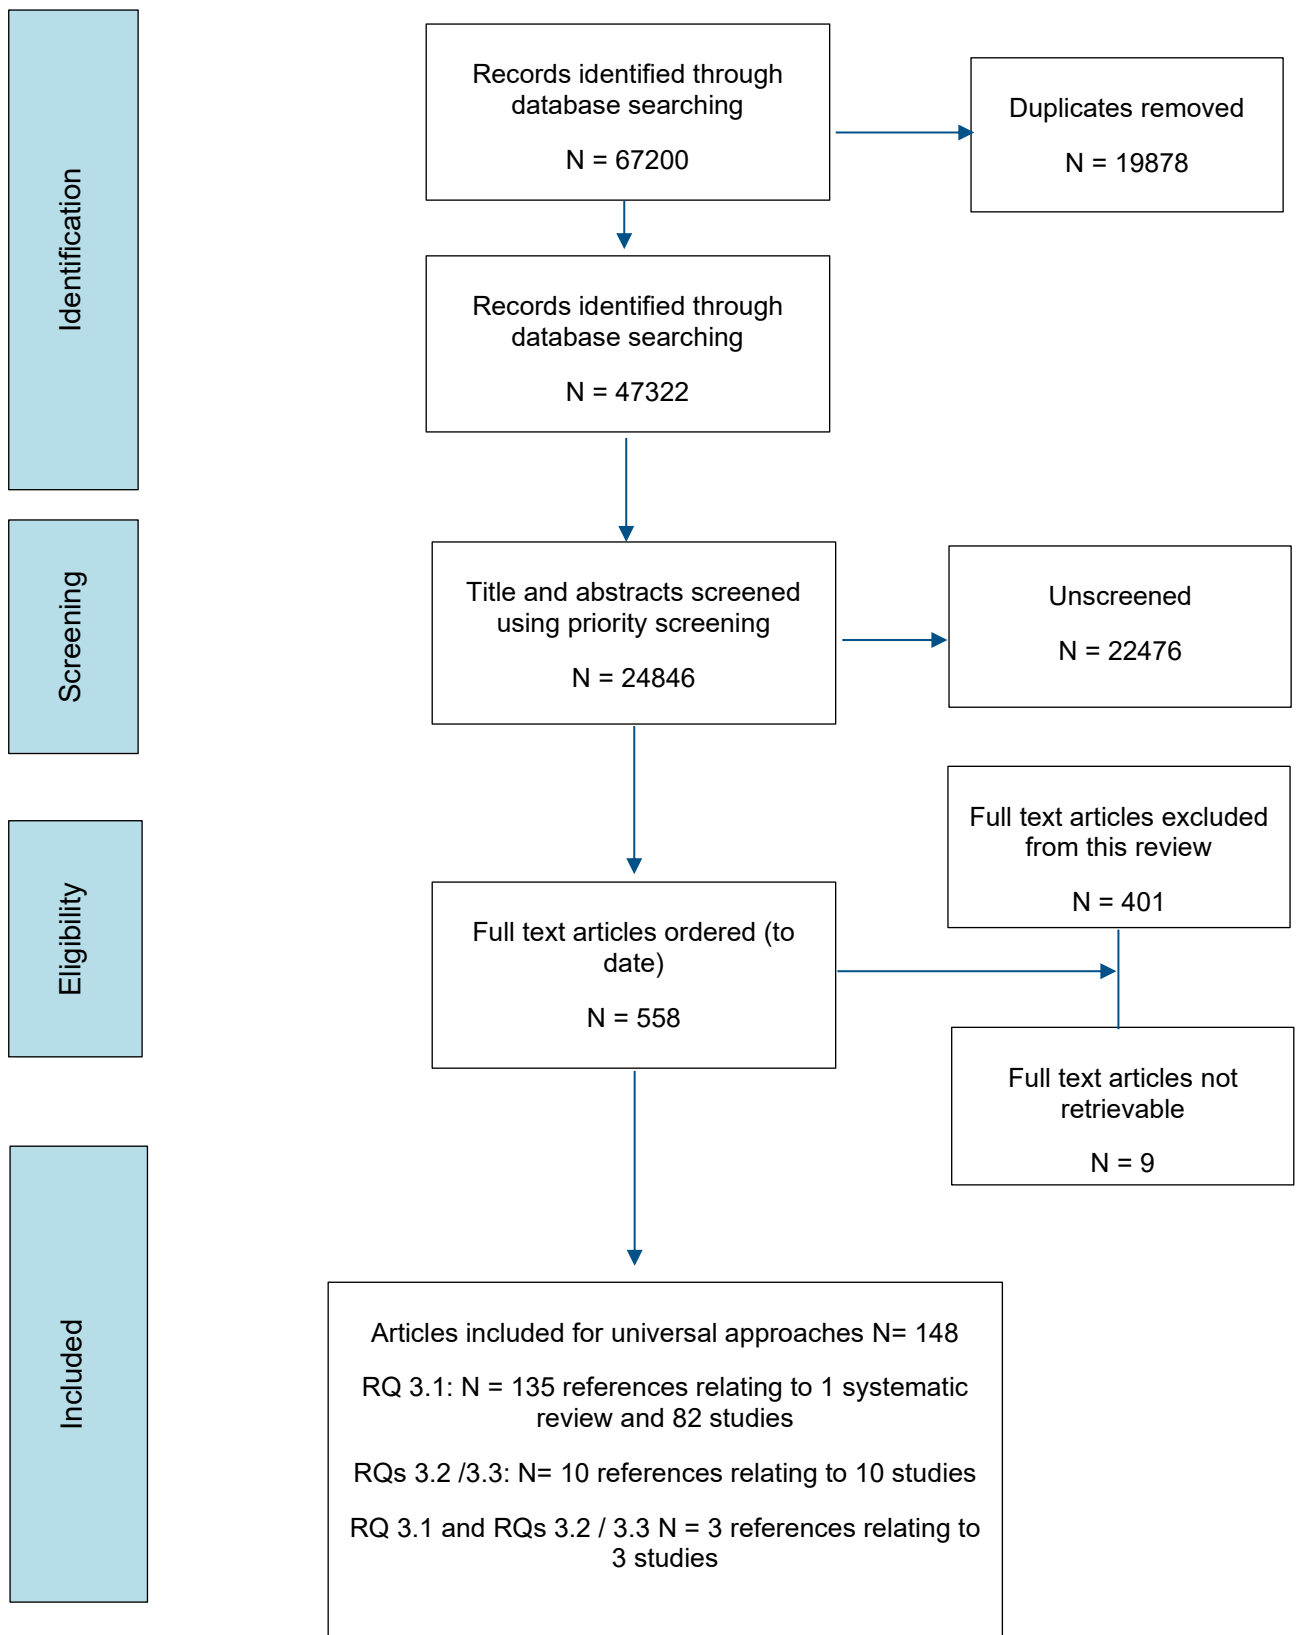 Identification
Records identified through
database searching
N = 67200
Duplicates removed
N = 19878
Records identified through
database searching
N = 47322
Screening
Title and abstracts screened
using priority screening
N = 24846
Unscreened
N = 22476
Eligibility
Full text articles ordered (to
date)
N = 558
Full text articles excluded
from this review
N = 401
Full text articles not
retrievable
N = 9
Included
Articles included for universal approaches N= 148
RQ 3.1: N = 135 references relating to 1 systematic
review and 82 studies
RQs 3.2 /3.3: N= 10 references relating to 10 studies
RQ 3.1 and RQs 3.2 / 3.3 N = 3 references relating to
3 studies